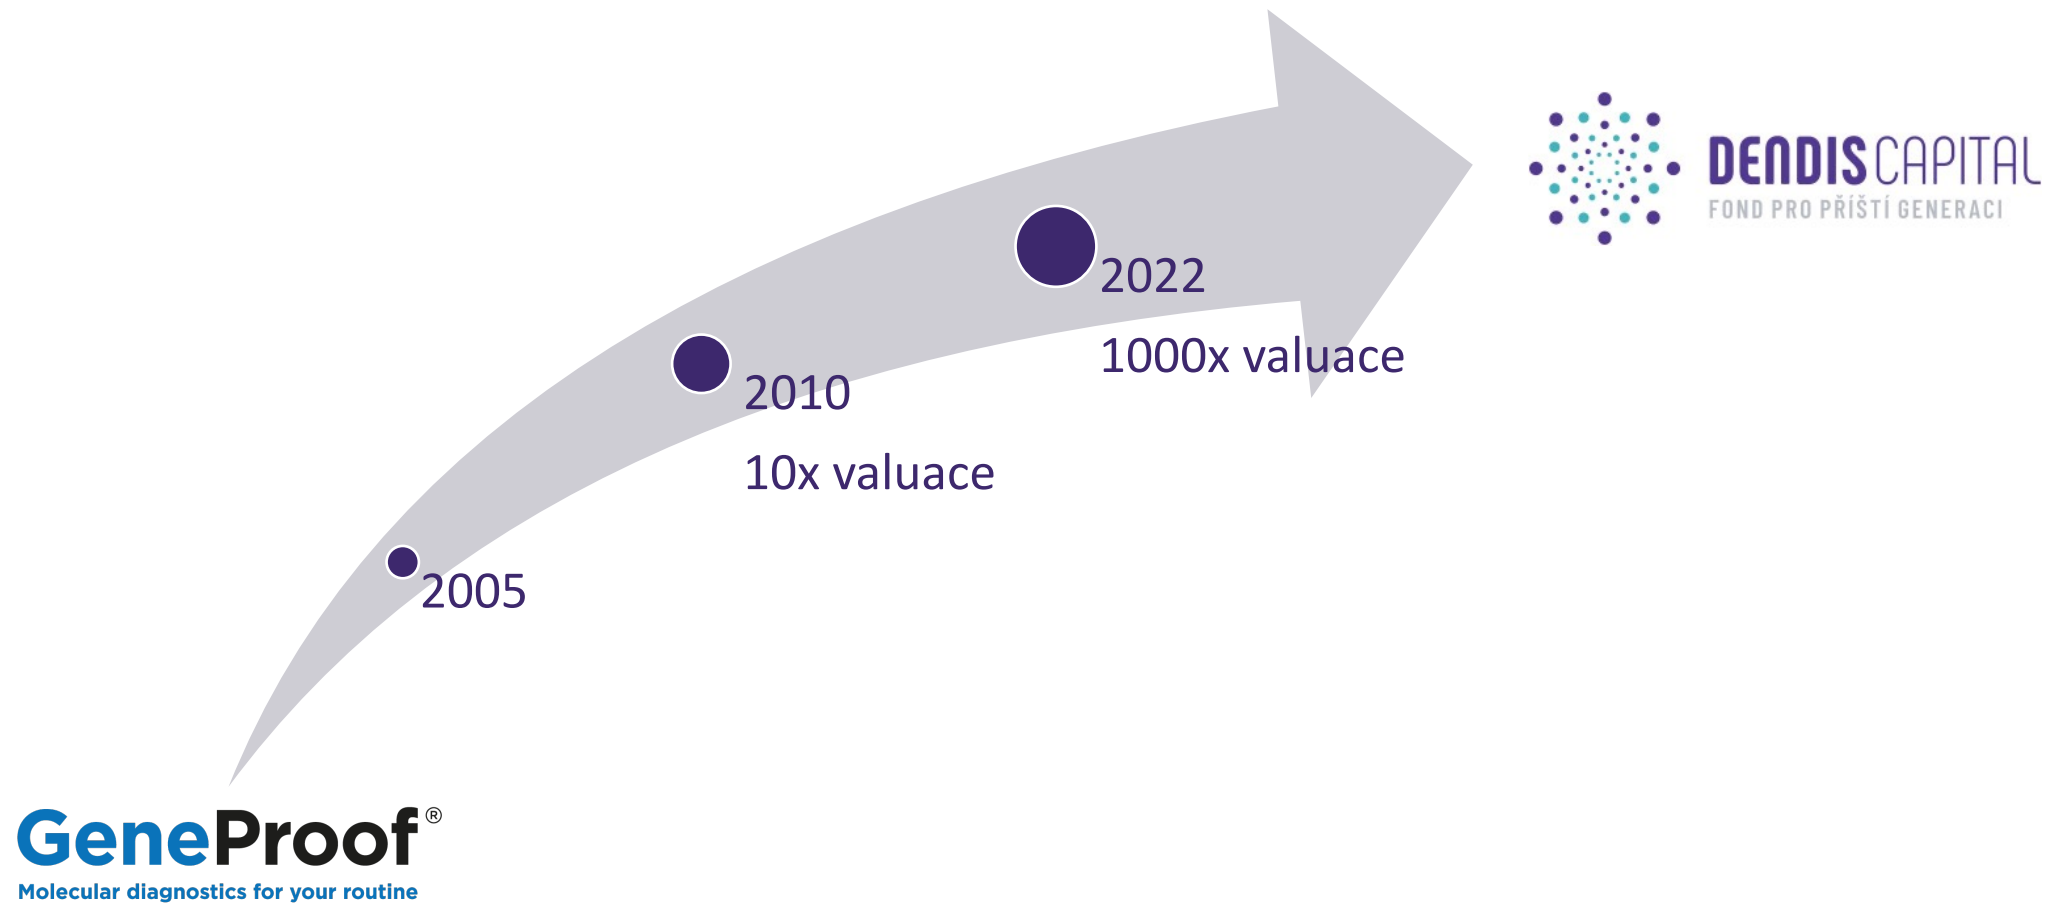 DENDIS CAPITAL
FOND PRO PŘÍŠTÍ GENERACI
2022
1000x valuace
2010
10x valuace
2005
GeneProof®
Molecular diagnostics for your routine